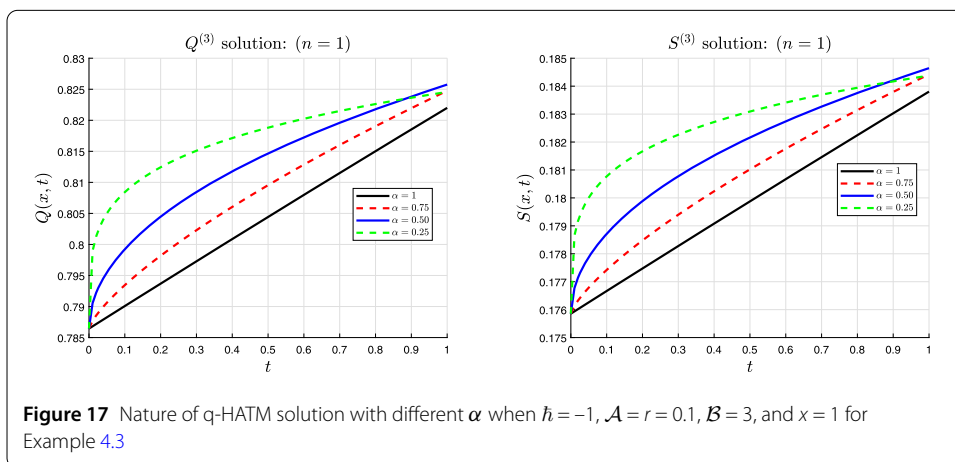 Q^(3) solution: (n = 1)
0.83
0.825
0.82
0.815
0.81
0.805
0.8
0.795
0.79
0.785
Q(x, t)
α = 1
α = 0.75
α = 0.50
α = 0.25
0 0.1 0.2 0.3 0.4 0.5 0.6 0.7 0.8 0.9 1
t
S^(3) solution: (n = 1)
0.185
0.184
0.183
0.182
0.181
0.18
0.179
0.178
0.177
0.176
0.175
S(x, t)
α = 1
α = 0.75
α = 0.50
α = 0.25
0 0.1 0.2 0.3 0.4 0.5 0.6 0.7 0.8 0.9 1
t
Figure 17 Nature of q-HATM solution with different α when ℏ = –1, 𝒜 = r = 0.1, ℬ = 3, and x = 1 for
Example 4.3